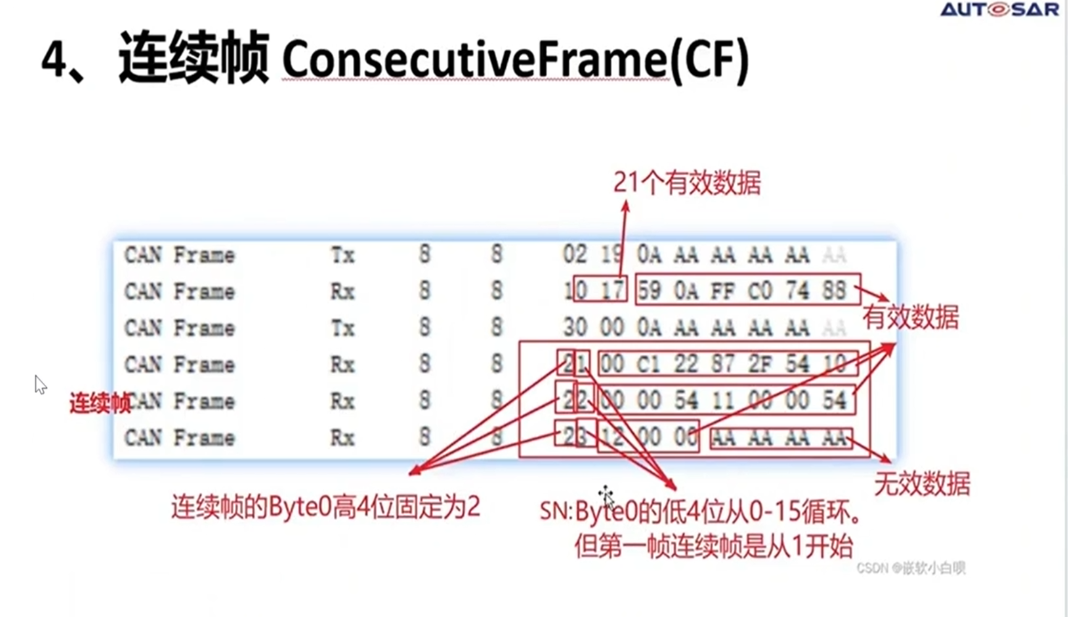 AUTOSAR
4、连续帧 ConsecutiveFrame(CF)
21个有效数据
CAN Frame Tx 8 8 02 19 0A AA AA AA AA AA
CAN Frame Rx 8 8 10 17 59 0A FF C0 74 88
有效数据
CAN Frame Tx 8 8 30 00 0A AA AA AA AA AA
CAN Frame Rx 8 8 21 00 C1 22 87 2F 54 10
连续帧 CAN Frame Rx 8 8 22 00 00 54 11 00 00 54
CAN Frame Rx 8 8 23 12 00 00 AA AA AA AA
无效数据
连续帧的Byte0高4位固定为2
SN:Byte0的低4位从0-15循环。
但第一帧连续帧是从1开始
CSDN @嵌软小白呗